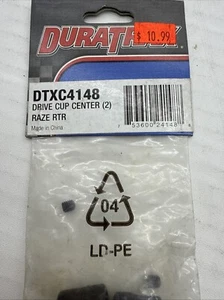 DURATRAX
$ 10.99
DTXC4148
DRIVE CUP CENTER (2)
RAZE RTR
Made in China
04
LD-PE